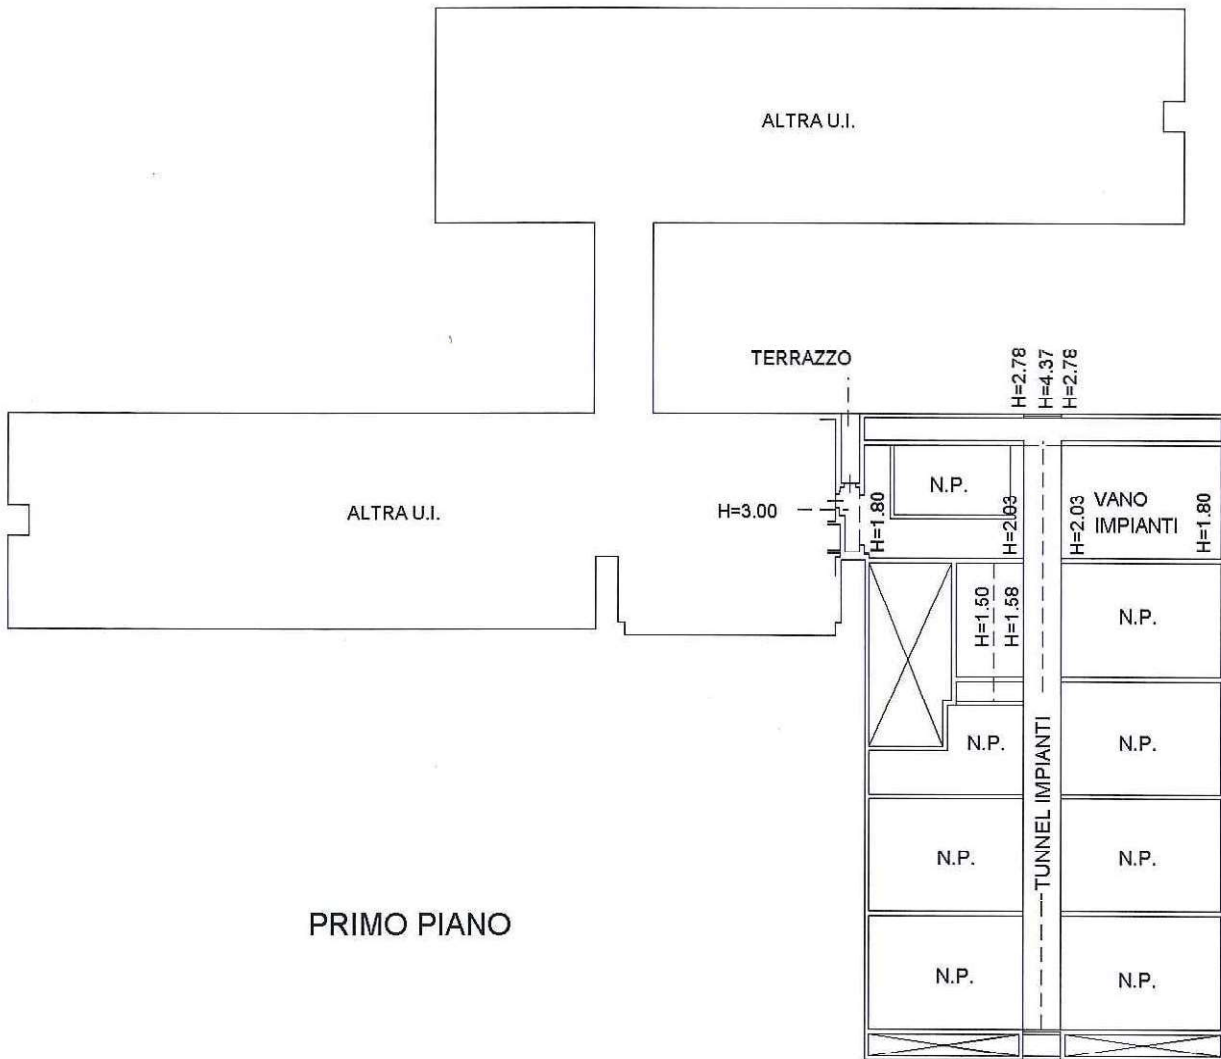 ALTRA U.I.
TERRAZZO
H=2.78
H=4.37
H=2.78
ALTRA U.I.
H=3.00
H=1.80
N.P.
H=2.03
H=2.03
VANO
IMPIANTI
H=1.80
H=1.50
H=1.58
N.P.
N.P.
N.P.
TUNNEL IMPIANTI
N.P.
N.P.
PRIMO PIANO
N.P.
N.P.